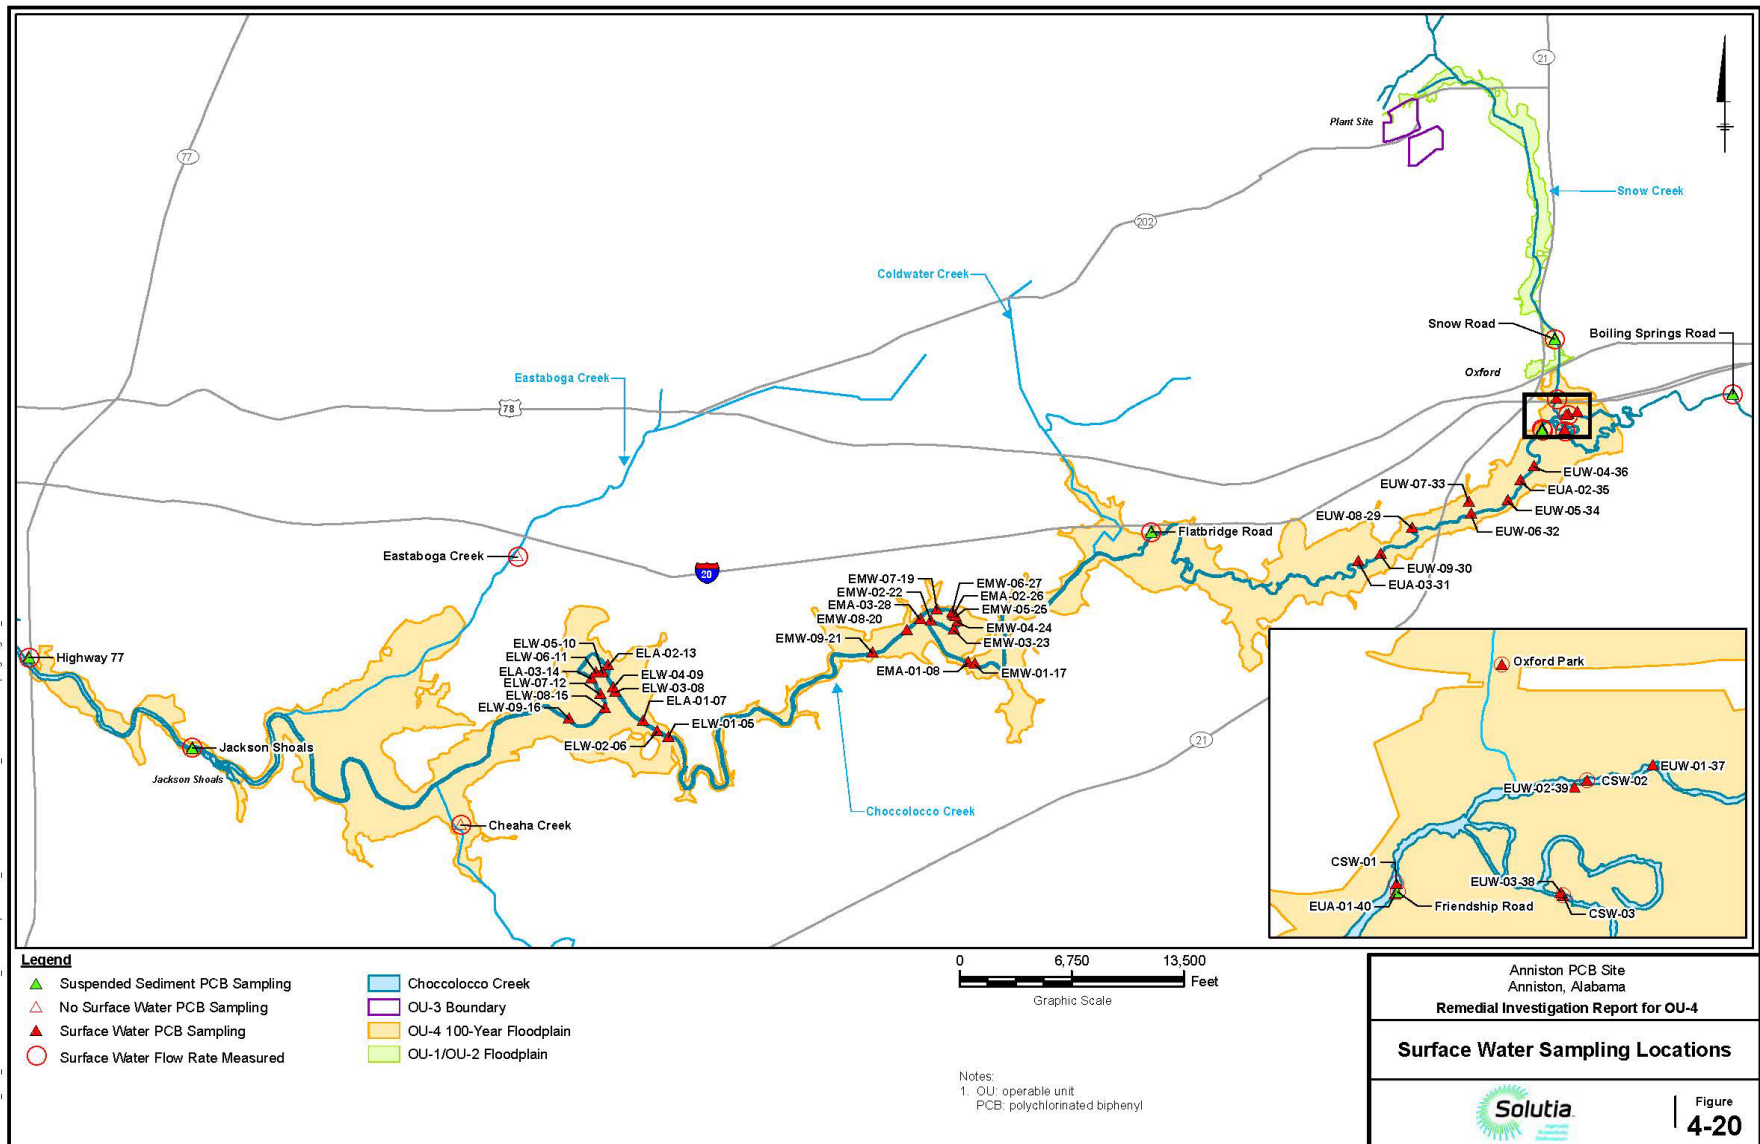 21
Plant Site
77
Snow Creek
202
Coldwater Creek
Snow Road
Boiling Springs Road
Oxford
Eastaboga Creek
78
EUW-04-36
EUW-07-33
EUA-02-35
EUW-05-34
EUW-08-29
EUW-06-32
Flatbridge Road
Eastaboga Creek
EUW-09-30
EUA-03-31
20
EMW-07-19
EMW-06-27
EMW-02-22
EMA-02-26
EMA-03-28
EMW-05-25
EMW-08-20
EMW-04-24
EMW-09-21
EMW-03-23
EMA-01-08
EMW-01-17
ELW-05-10
ELW-06-11
ELA-02-13
ELA-03-14
ELW-04-09
ELW-07-12
ELW-03-08
ELW-08-15
ELA-01-07
ELW-09-16
ELW-01-05
ELW-02-06
Highway 77
Jackson Shoals
Jackson Shoals
21
Choccolocco Creek
Cheaha Creek
Oxford Park
EUW-01-37
CSW-02
EUW-02-39
CSW-01
EUW-03-38
EUA-01-40
Friendship Road
CSW-03
Legend
Suspended Sediment PCB Sampling
No Surface Water PCB Sampling
Surface Water PCB Sampling
Surface Water Flow Rate Measured
Choccolocco Creek
OU-3 Boundary
OU-4 100-Year Floodplain
OU-1/OU-2 Floodplain
0 6,750 13,500
Feet
Graphic Scale
Notes:
1. OU: operable unit
PCB: polychlorinated biphenyl
Anniston PCB Site
Anniston, Alabama
Remedial Investigation Report for OU-4
Surface Water Sampling Locations
Solutia
Figure
4-20